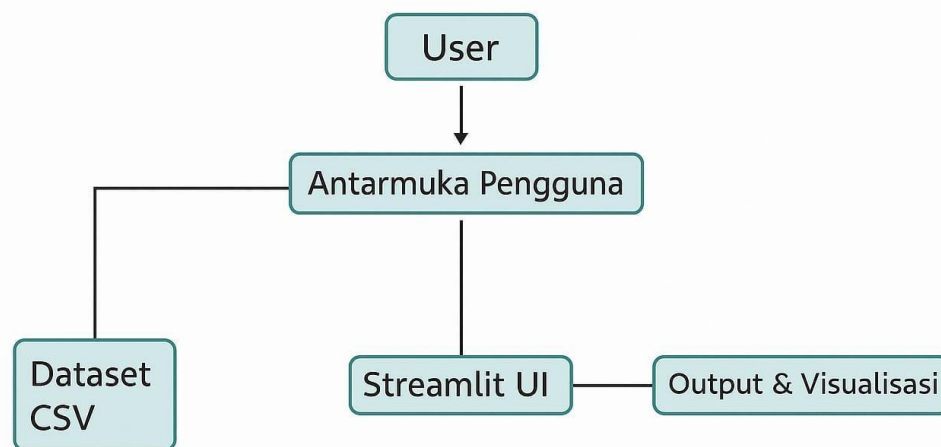 User
Antarmuka Pengguna
Dataset
CSV
Streamlit UI
Output & Visualisasi